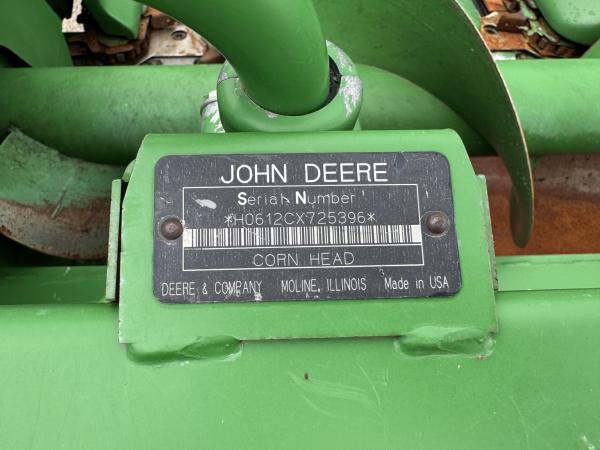 JOHN DEERE
Serial Number
*H0612CX725396*
CORN HEAD
DEERE & COMPANY MOLINE, ILLINOIS Made in USA